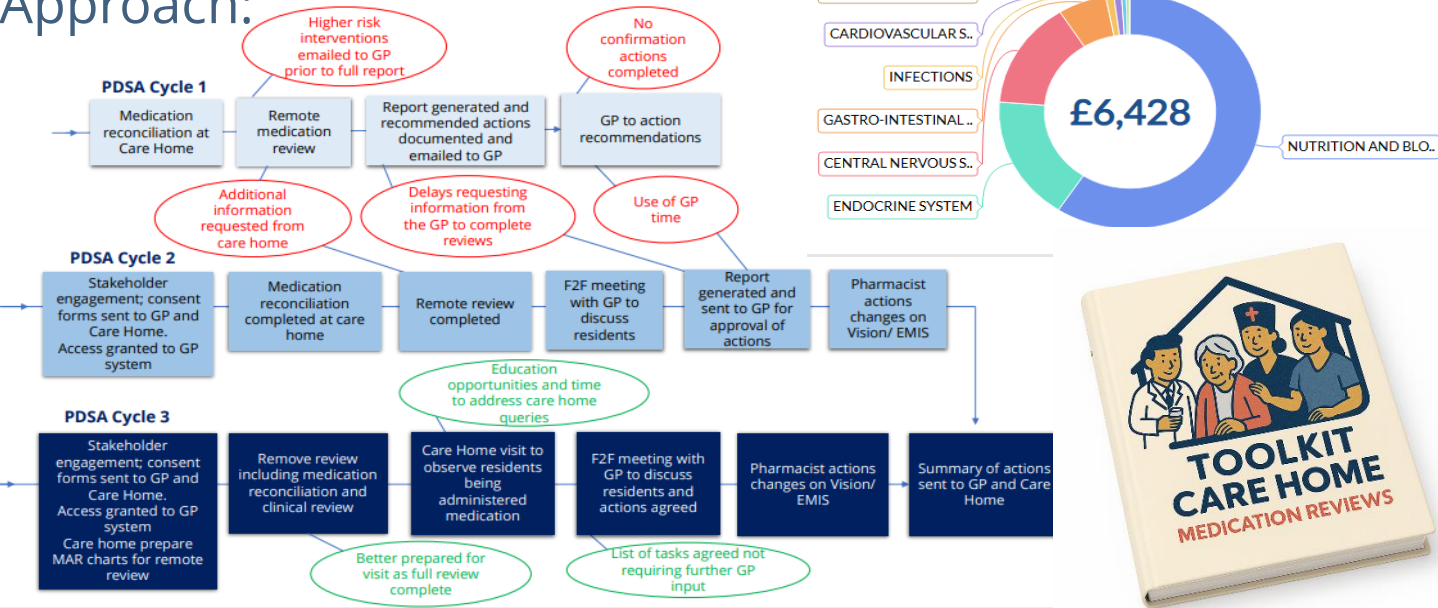 Approach:
Higher risk
interventions
emailed to GP
prior to full report
No
confirmation
actions
completed
PDSA Cycle 1
Medication
reconciliation at
Care Home
Remote
medication
review
Report generated and
recommended actions
documented and
emailed to GP
GP to action
recommendations
Additional
information
requested from
care home
Delays requesting
information from
the GP to complete
reviews
Use of GP
time
PDSA Cycle 2
Stakeholder
engagement; consent
forms sent to GP and
Care Home.
Access granted to GP
system
Medication
reconciliation
completed at care
home
Remote review
completed
F2F meeting
with GP to
discuss
residents
Report
generated and
sent to GP for
approval of
actions
Pharmacist
actions
changes on
Vision/ EMIS
Education
opportunities and time
to address care home
queries
PDSA Cycle 3
Stakeholder
engagement; consent
forms sent to GP and
Care Home.
Access granted to GP
system
Care home prepare
MAR charts for remote
review
Remove review
including medication
reconciliation and
clinical review
Care Home visit to
observe residents
being
administered
medication
F2F meeting with
GP to discuss
residents and
actions agreed
Pharmacist actions
changes on Vision/
EMIS
Summary of actions
sent to GP and Care
Home
Better prepared for
visit as full review
complete
List of tasks agreed not
requiring further GP
input
CARDIOVASCULAR S..
INFECTIONS
GASTRO-INTESTINAL ..
CENTRAL NERVOUS S..
ENDOCRINE SYSTEM
£6,428
NUTRITION AND BLO..
TOOLKIT
CARE HOME
MEDICATION REVIEWS